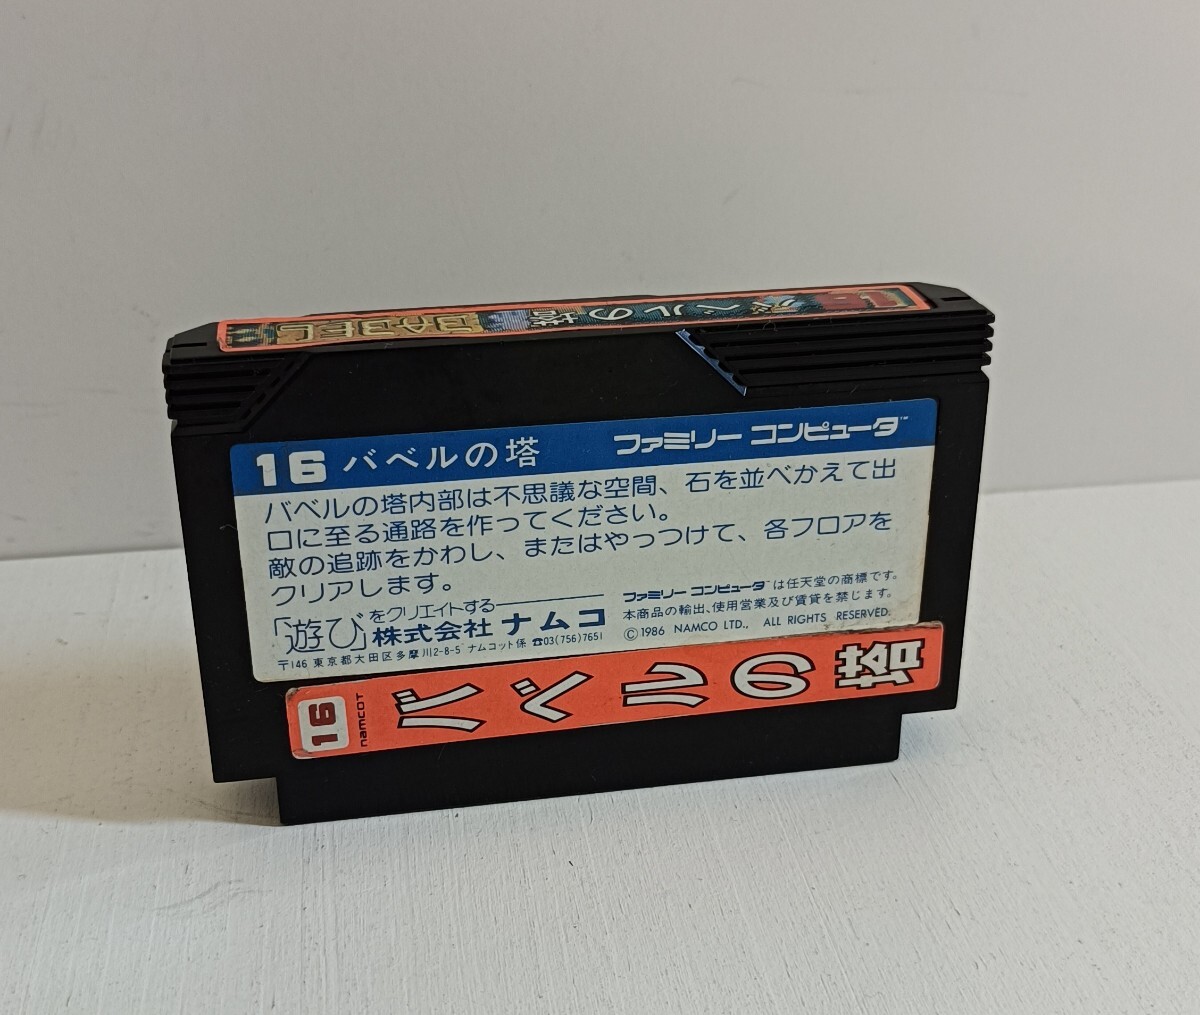 バベルの塔
16 バベルの塔 ファミリー コンピュータ™
バベルの塔内部は不思議な空間、石を並べかえて出
口に至る通路を作ってください。
敵の追跡をかわし、またはやっつけて、各フロアを
クリアします。
「遊び」をクリエイトする
株式会社 ナムコ
〒146 東京都大田区多摩川2-8-5 ナムコット係 ☎03(756)7651
ファミリー コンピュータ™は任天堂の商標です。
本商品の輸出、使用営業及び賃貸を禁じます。
©1986 NAMCO LTD., ALL RIGHTS RESERVED.
16 namcot バベルの塔